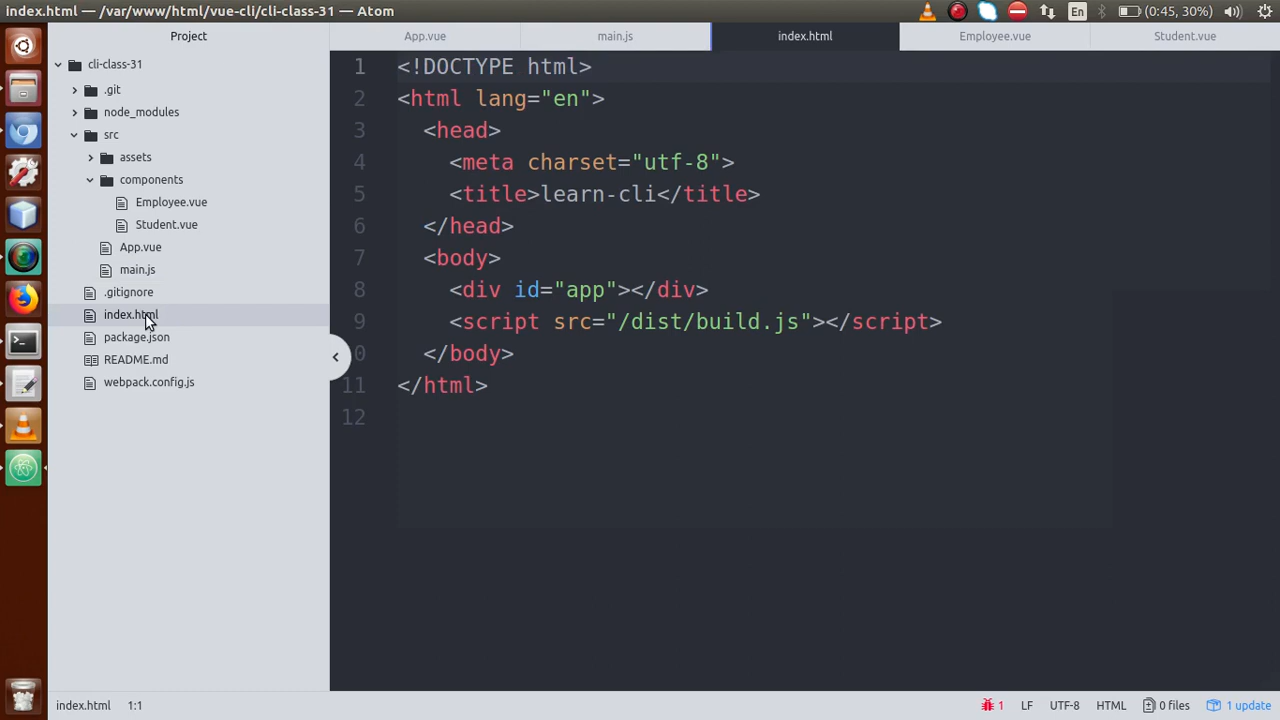 index.html — /var/www/html/vue-cli/cli-class-31 — Atom
En
(0:45, 30%)
Project
App.vue
main.js
index.html
Employee.vue
Student.vue
cli-class-31
.git
node_modules
src
assets
components
Employee.vue
Student.vue
App.vue
main.js
.gitignore
index.html
package.json
README.md
webpack.config.js
1 <!DOCTYPE html>
2 <html lang="en">
3 <head>
4 <meta charset="utf-8">
5 <title>learn-cli</title>
6 </head>
7 <body>
8 <div id="app"></div>
9 <script src="/dist/build.js"></script>
0 </body>
11 </html>
12
index.html 1:1
1 LF UTF-8 HTML 0 files 1 update